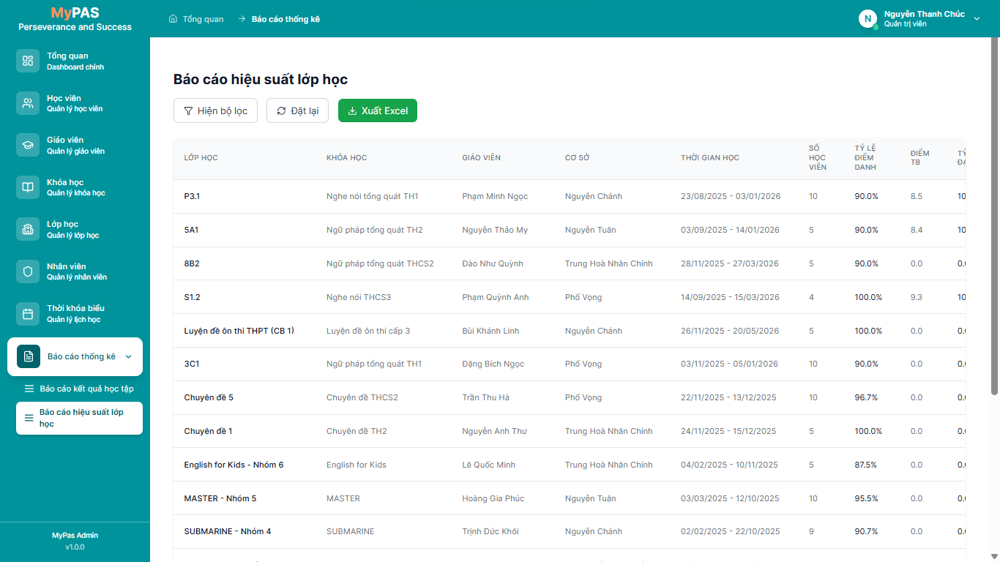 MyPAS
Perseverance and Success
Tổng quan
Báo cáo thống kê
N
Nguyễn Thanh Chúc
Quản trị viên
Tổng quan
Dashboard chính
Học viên
Quản lý học viên
Giáo viên
Quản lý giáo viên
Khóa học
Quản lý khóa học
Lớp học
Quản lý lớp học
Nhân viên
Quản lý nhân viên
Thời khóa biểu
Quản lý lịch học
Báo cáo thống kê
Báo cáo kết quả học tập
Báo cáo hiệu suất lớp
học
MyPas Admin
v1.0.0
Báo cáo hiệu suất lớp học
Hiện bộ lọc
Đặt lại
Xuất Excel
LỚP HỌC KHÓA HỌC GIÁO VIÊN CƠ SỞ THỜI GIAN HỌC SỐ HỌC VIÊN TỶ LỆ ĐIỂM DANH ĐIỂM TB
P3.1 Nghe nói tổng quát TH1 Phạm Minh Ngọc Nguyễn Chánh 23/08/2025 - 03/01/2026 10 90.0% 8.5 10
5A1 Ngữ pháp tổng quát TH2 Nguyễn Thảo My Nguyễn Tuân 03/09/2025 - 14/01/2026 5 90.0% 8.4 10
8B2 Ngữ pháp tổng quát THCS2 Đào Như Quỳnh Trung Hoà Nhân Chính 28/11/2025 - 27/03/2026 5 90.0% 0.0 0.
S1.2 Nghe nói THCS3 Phạm Quỳnh Anh Phố Vọng 14/09/2025 - 15/03/2026 4 100.0% 9.3 10
Luyện đề ôn thi THPT (CB 1) Luyện đề ôn thi cấp 3 Bùi Khánh Linh Nguyễn Chánh 26/11/2025 - 20/05/2026 5 100.0% 0.0 0.
3C1 Ngữ pháp tổng quát TH1 Đặng Bích Ngọc Phố Vọng 03/11/2025 - 05/01/2026 10 90.0% 0.0 0.
Chuyên đề 5 Chuyên đề THCS2 Trần Thu Hà Phố Vọng 22/11/2025 - 13/12/2025 10 96.7% 0.0 0.
Chuyên đề 1 Chuyên đề TH2 Nguyễn Anh Thư Trung Hoà Nhân Chính 24/11/2025 - 15/12/2025 5 100.0% 0.0 0.
English for Kids - Nhóm 6 English for Kids Lê Quốc Minh Trung Hoà Nhân Chính 04/02/2025 - 10/11/2025 5 87.5% 0.0 0.
MASTER - Nhóm 5 MASTER Hoàng Gia Phúc Nguyễn Tuân 03/03/2025 - 12/10/2025 10 95.5% 0.0 0.
SUBMARINE - Nhóm 4 SUBMARINE Trịnh Đức Khôi Nguyễn Chánh 02/02/2025 - 22/10/2025 9 90.7% 0.0 0.